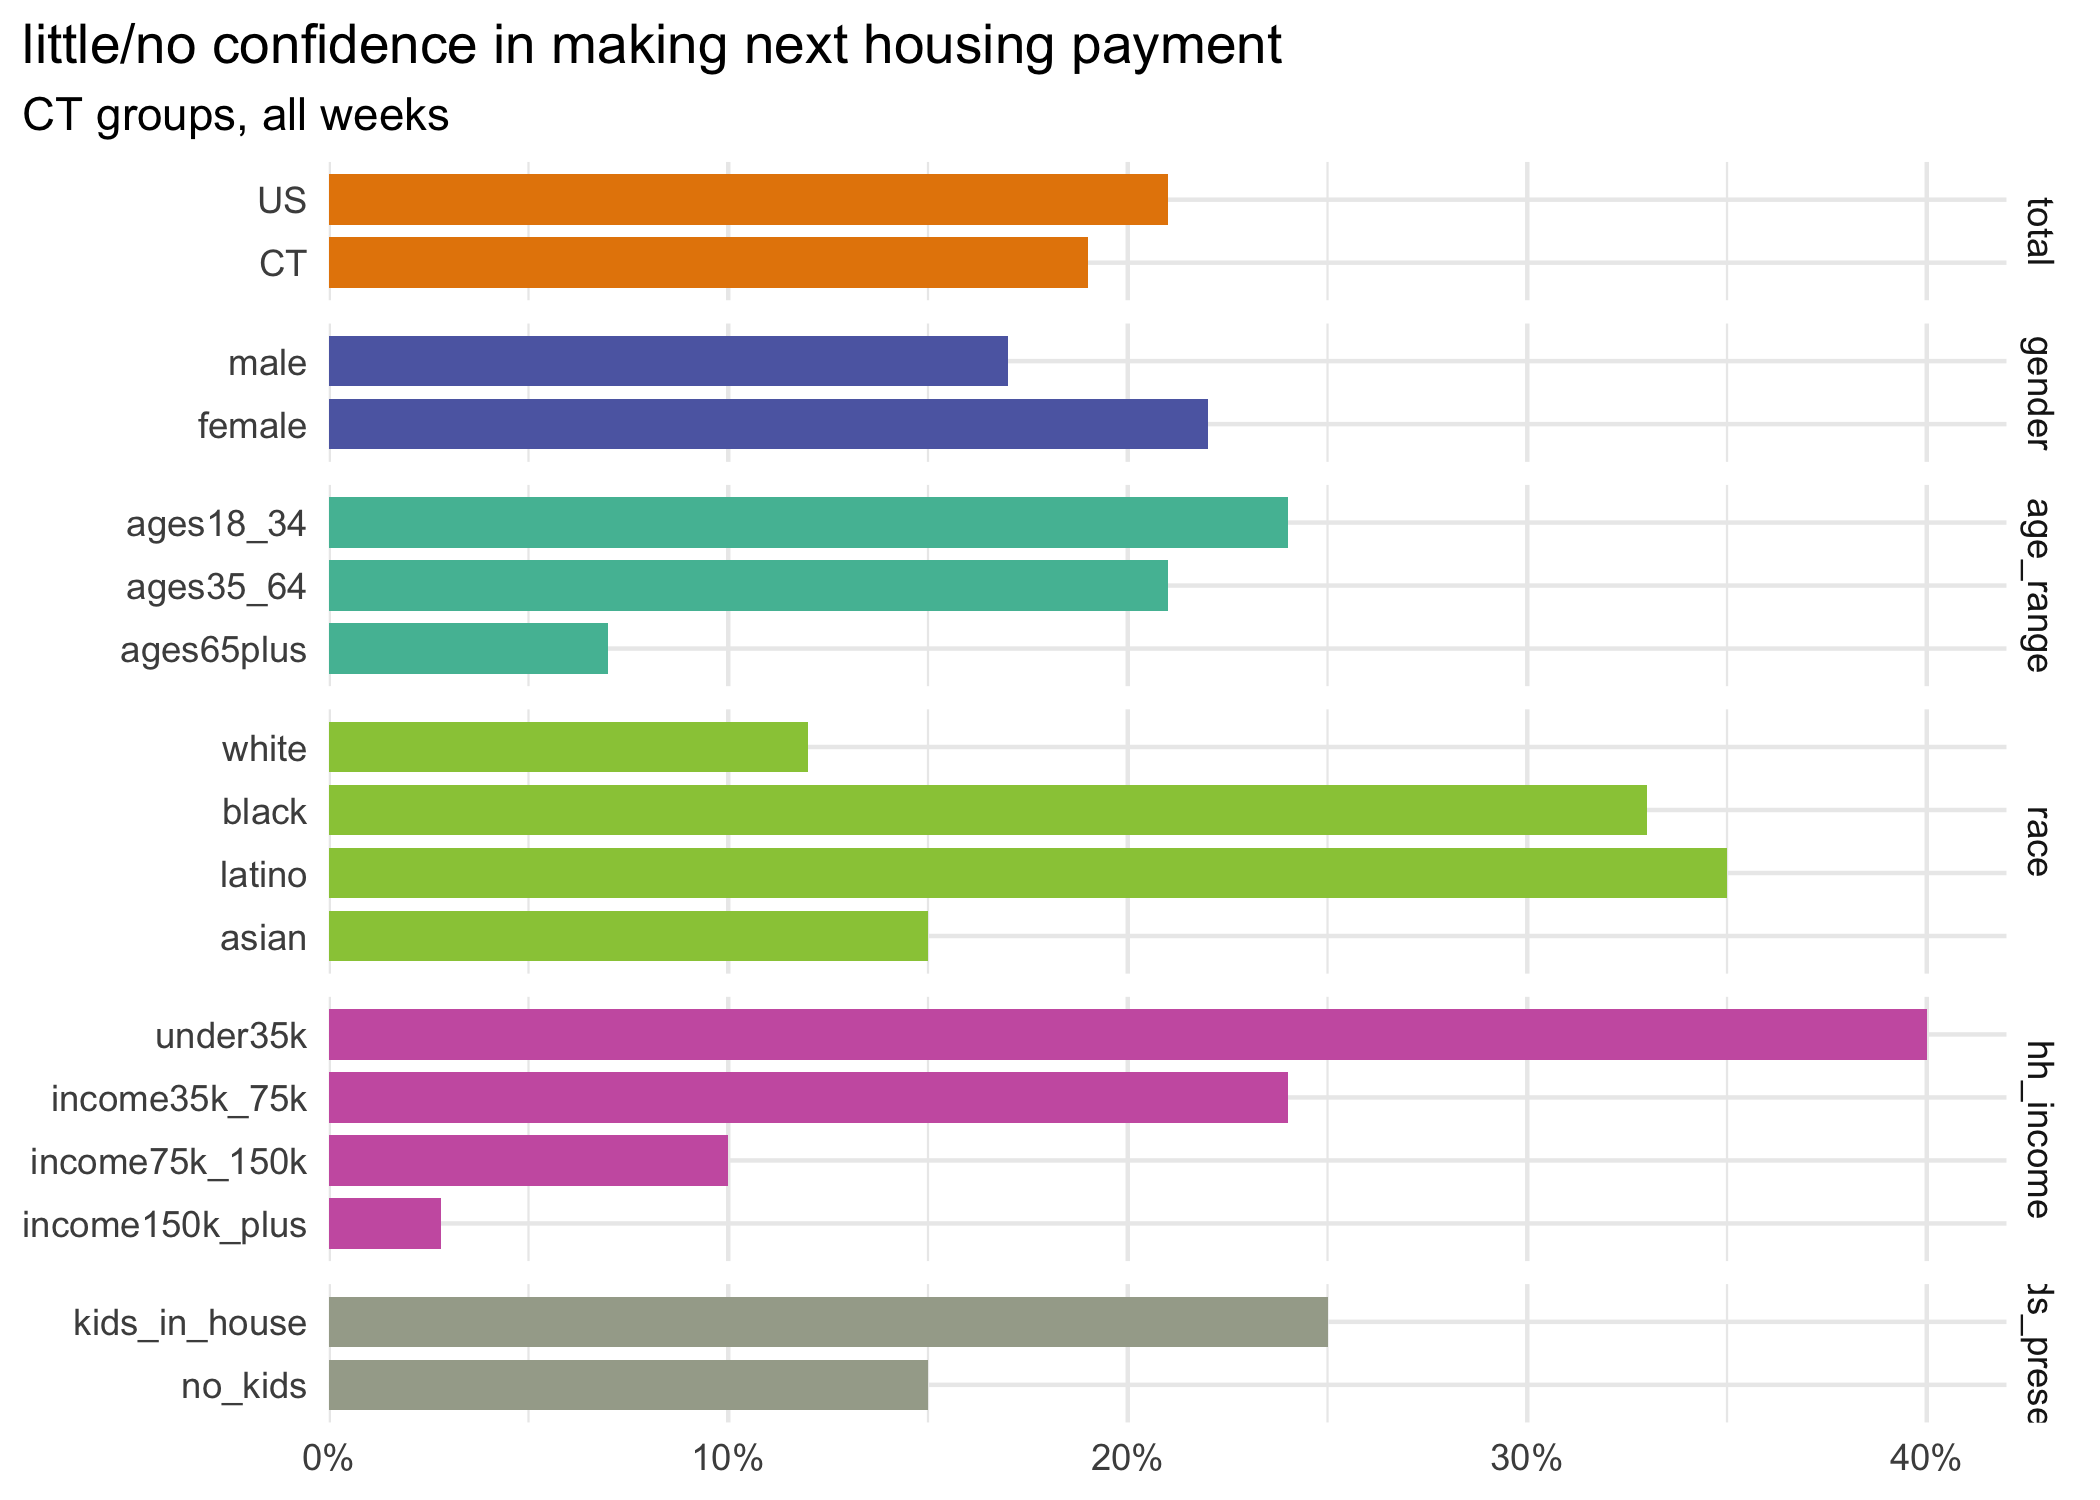 little/no confidence in making next housing payment
CT groups, all weeks
US
CT
total
male
female
gender
ages18_34
ages35_64
ages65plus
age_range
white
black
latino
asian
race
under35k
income35k_75k
income75k_150k
income150k_plus
hh_income
kids_in_house
no_kids
ds_prese
0% 10% 20% 30% 40%